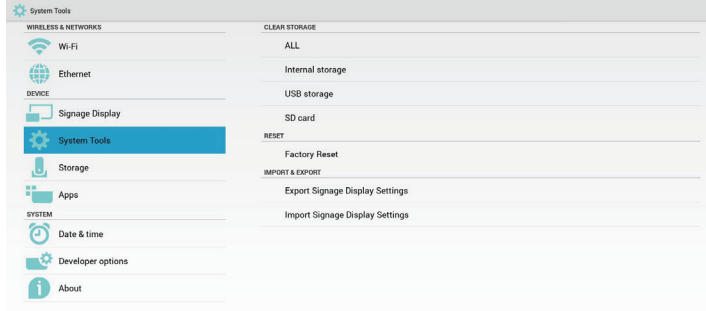 System Tools
WIRELESS & NETWORKS
Wi-Fi
Ethernet
DEVICE
Signage Display
System Tools
Storage
Apps
SYSTEM
Date & time
Developer options
About
CLEAR STORAGE
ALL
Internal storage
USB storage
SD card
RESET
Factory Reset
IMPORT & EXPORT
Export Signage Display Settings
Import Signage Display Settings